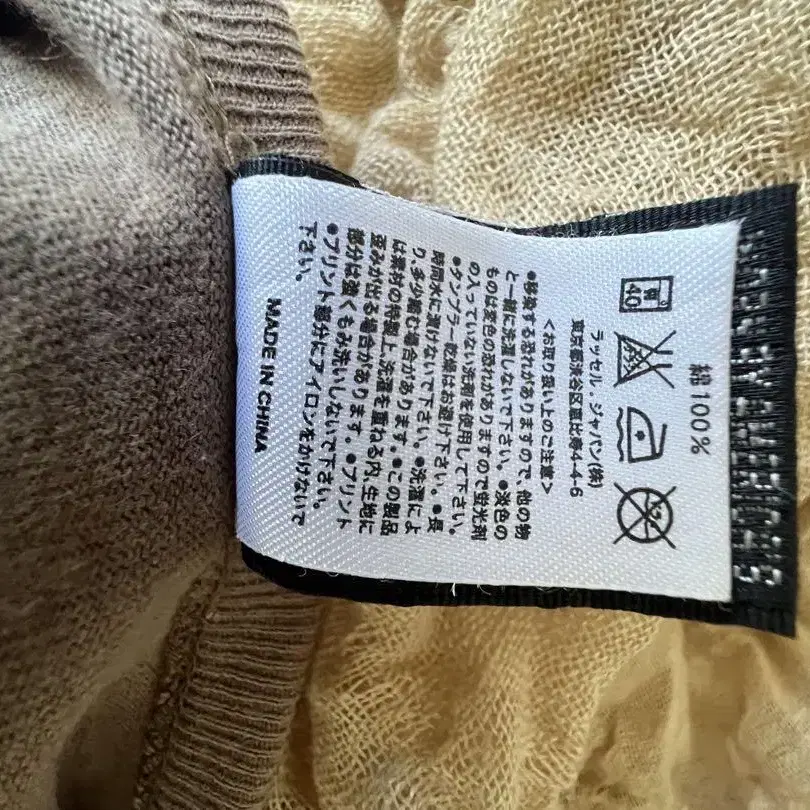 綿 100%
40
中
ラッセル.ジャパン(株)
東京都渋谷区恵比寿4-4-6
<お取り扱い上のご注意>
●移染する恐れがありますので、他の物
と一緒に洗濯しないで下さい。●淡色の
ものは変色の恐れがありますので蛍光剤
の入っていない洗剤を使用して下さい。
●タンブラー乾燥はお避け下さい。●長
時間水に漬けないで下さい。●洗濯によ
り、多少縮む場合があります。●この製品
は素材の特製上、洗濯を重ねる内、生地に
歪みが出る場合があります。●プリント
部分は強くもみ洗いしないで下さい。
●プリント部分にアイロンをかけないで
下さい。
MADE IN CHINA